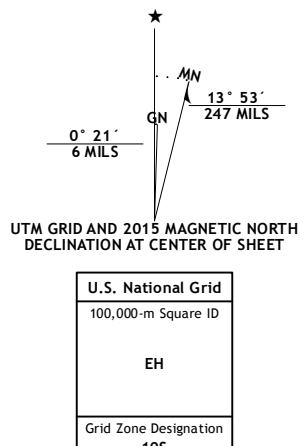 ★
MN
13° 53´
247 MILS
GN
0° 21´
6 MILS
UTM GRID AND 2015 MAGNETIC NORTH
DECLINATION AT CENTER OF SHEET
U.S. National Grid
100,000-m Square ID
EH
Grid Zone Designation
10S